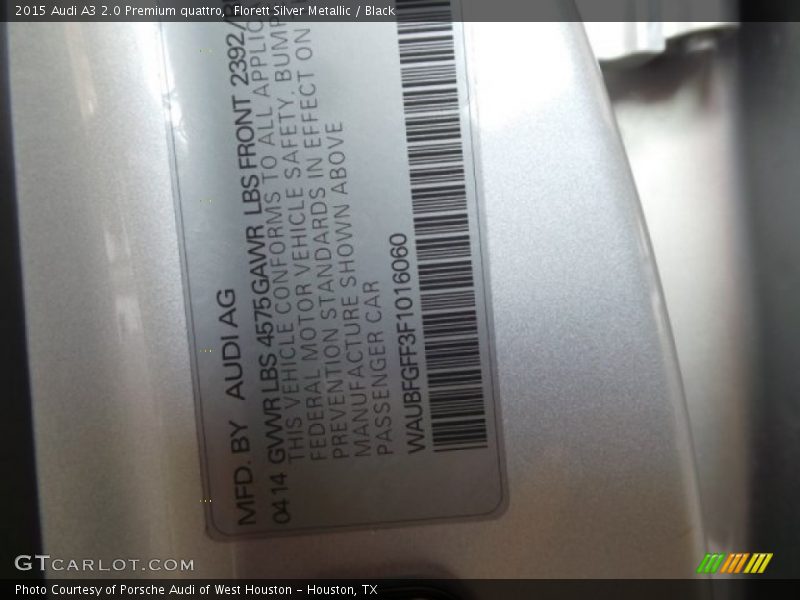 2015 Audi A3 2.0 Premium quattro, Florett Silver Metallic / Black
MFD. BY AUDI AG
04 14 GVWR LBS 4575 GAWR LBS FRONT 2392
THIS VEHICLE CONFORMS TO ALL
FEDERAL MOTOR VEHICLE SAFETY,
PREVENTION STANDARDS IN EFFECT ON
MANUFACTURE SHOWN ABOVE
PASSENGER CAR
WAUBFGFF3F1016060
GTCARLOT.COM
Photo Courtesy of Porsche Audi of West Houston - Houston, TX